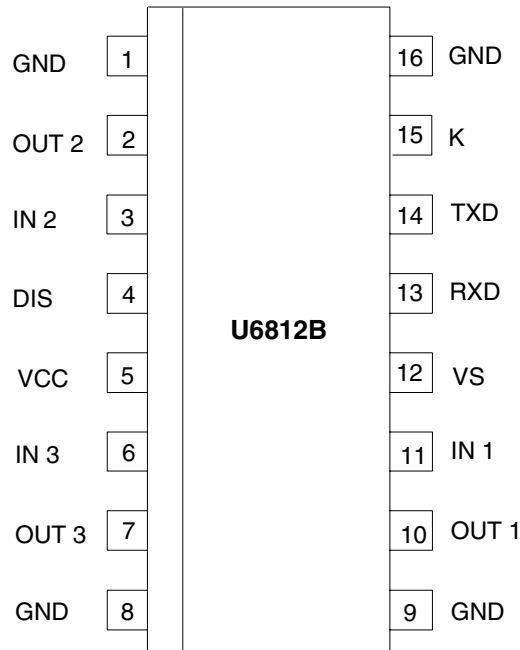 GND 1 16 GND
OUT 2 2 15 K
IN 2 3 14 TXD
DIS 4 13 RXD
U6812B
VCC 5 12 VS
IN 3 6 11 IN 1
OUT 3 7 10 OUT 1
GND 8 9 GND